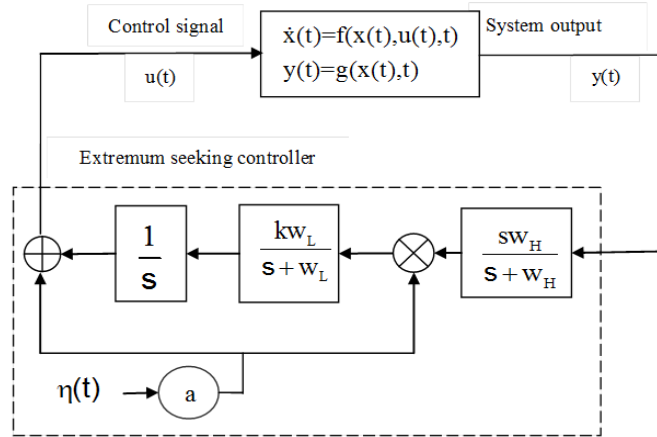 Control signal
ẋ(t)=f(x(t),u(t),t)
y(t)=g(x(t),t)
System output
u(t)
y(t)
Extremum seeking controller
1
s
kw_L
s+w_L
sw_H
s+w_H
η(t)
a